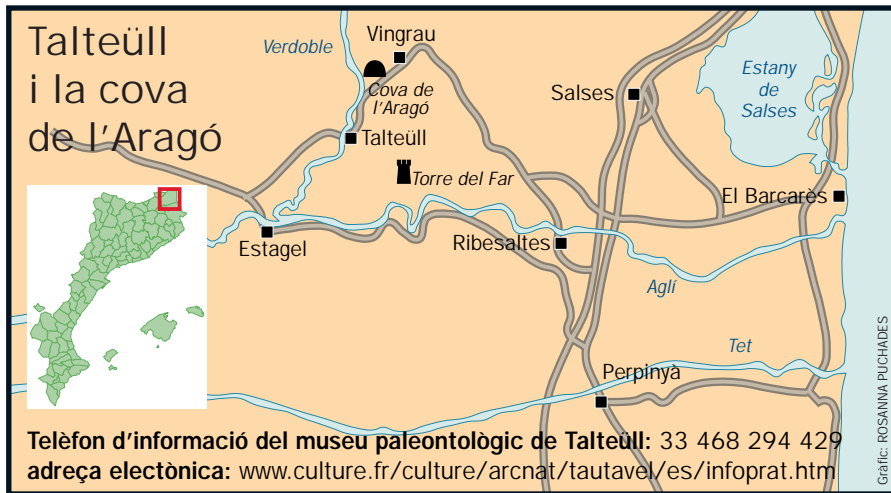 Talteüll
i la cova
de l'Aragó
Verdoble
Vingrau
Cova de
l'Aragó
Talteüll
Torre del Far
Estagel
Salses
Estany
de
Salses
El Barcarès
Ribesaltes
Aglí
Tet
Perpinyà
Telèfon d'informació del museu paleontològic de Talteüll: 33 468 294 429
adreça electònica: www.culture.fr/culture/arcnat/tautavel/es/infoprat.htm
Gràfic: ROSANNA PUCHADES